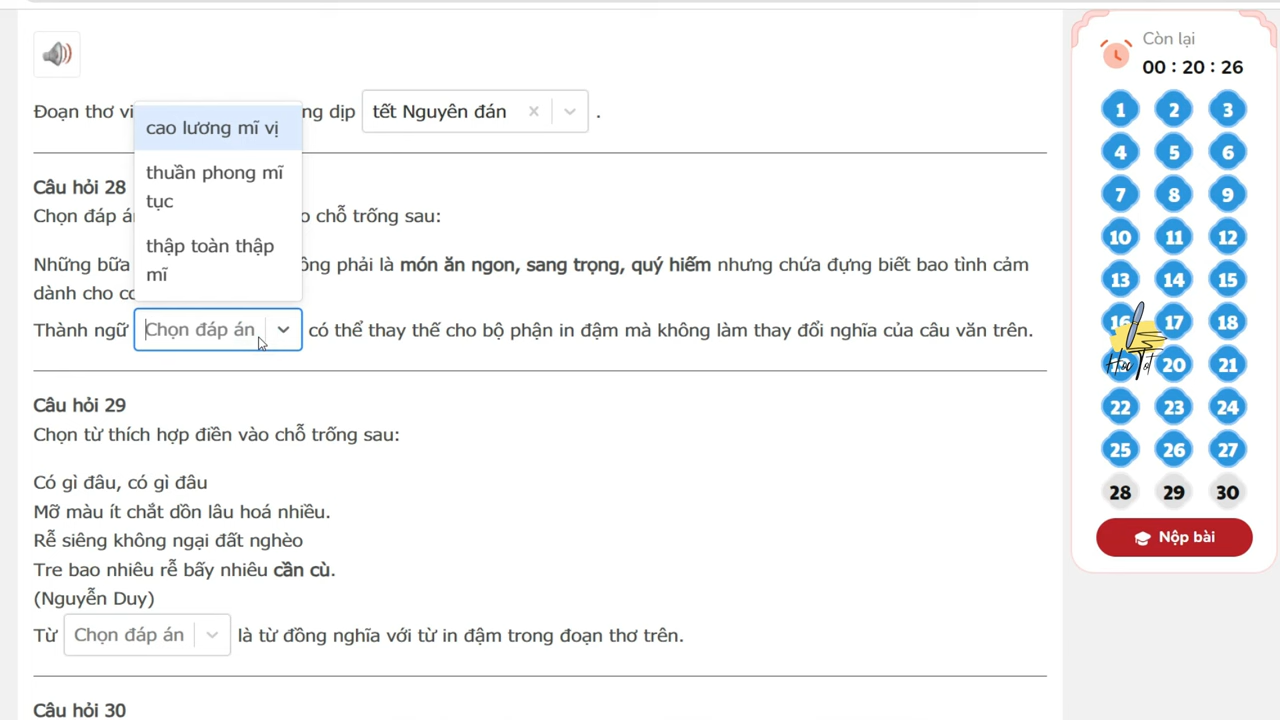 Còn lại
00 : 20 : 26
Đoạn thơ ng dịp tết Nguyên đán × .
cao lương mĩ vị
thuần phong mĩ
tục
thập toàn thập
mĩ
Câu hỏi 28
Chọn đáp o chỗ trống sau:
Những bữa ông phải là món ăn ngon, sang trọng, quý hiếm nhưng chứa đựng biết bao tình cảm
dành cho
Thành ngữ Chọn đáp án có thể thay thế cho bộ phận in đậm mà không làm thay đổi nghĩa của câu văn trên.
Câu hỏi 29
Chọn từ thích hợp điền vào chỗ trống sau:
Có gì đâu, có gì đâu
Mỡ màu ít chắt dồn lâu hoá nhiều.
Rễ siêng không ngại đất nghèo
Tre bao nhiêu rễ bấy nhiêu cần cù.
(Nguyễn Duy)
Từ Chọn đáp án là từ đồng nghĩa với từ in đậm trong đoạn thơ trên.
Câu hỏi 30
1 2 3
4 5 6
7 8 9
10 11 12
13 14 15
16 17 18
20 21
Học Tốt
22 23 24
25 26 27
28 29 30
Nộp bài